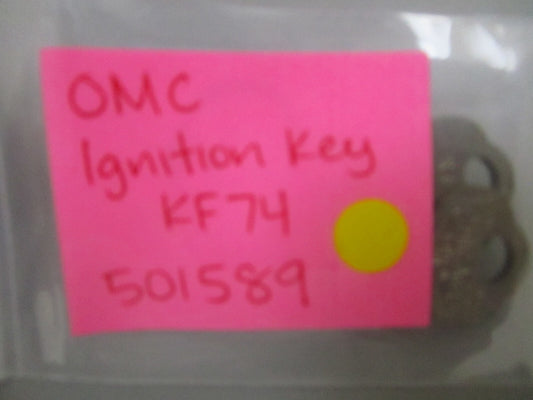 OMC
Ignition Key
KF74
501589